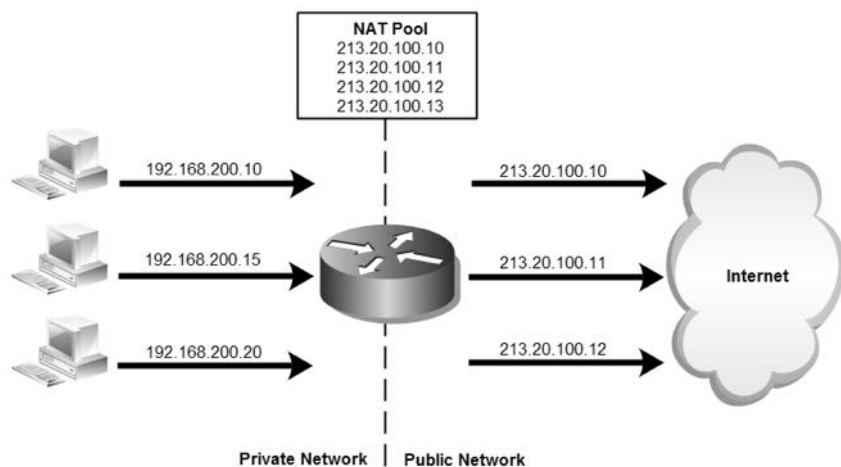 NAT Pool
213.20.100.10
213.20.100.11
213.20.100.12
213.20.100.13
192.168.200.10
213.20.100.10
192.168.200.15
213.20.100.11
Internet
192.168.200.20
213.20.100.12
Private Network
Public Network